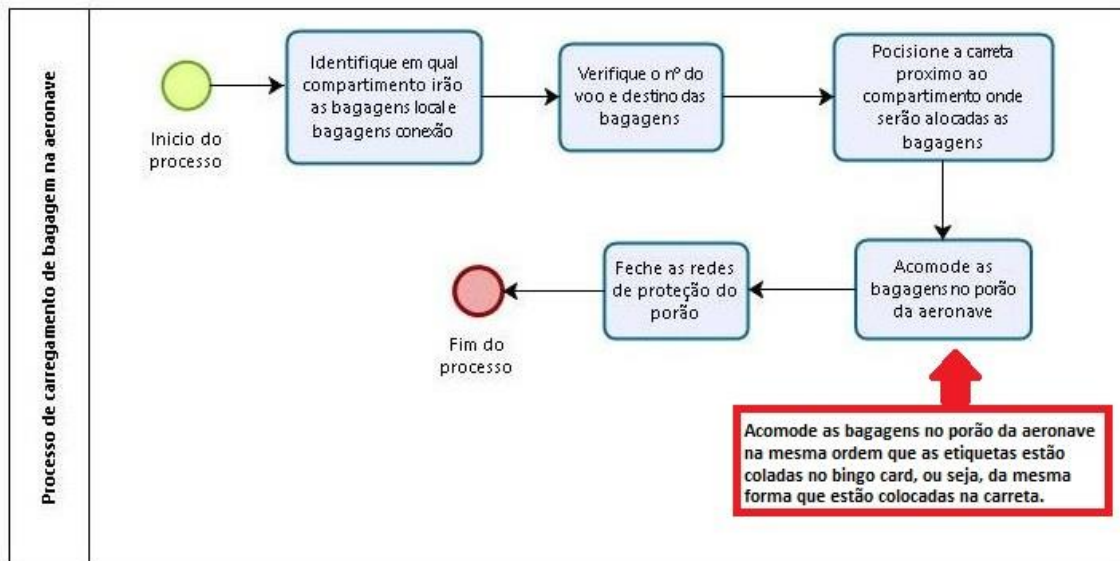 Processo de carregamento de bagagem na aeronave
Inicio do
processo
Identifique em qual
compartimento irão
as bagagens local e
bagagens conexão
Verifique o nº do
voo e destino das
bagagens
Pocisione a carreta
proximo ao
compartimento onde
serão alocadas as
bagagens
Acomode as
bagagens no porão
da aeronave
Feche as redes
de proteção do
porão
Fim do
processo
Acomode as bagagens no porão da aeronave
na mesma ordem que as etiquetas estão
coladas no bingo card, ou seja, da mesma
forma que estão colocadas na carreta.